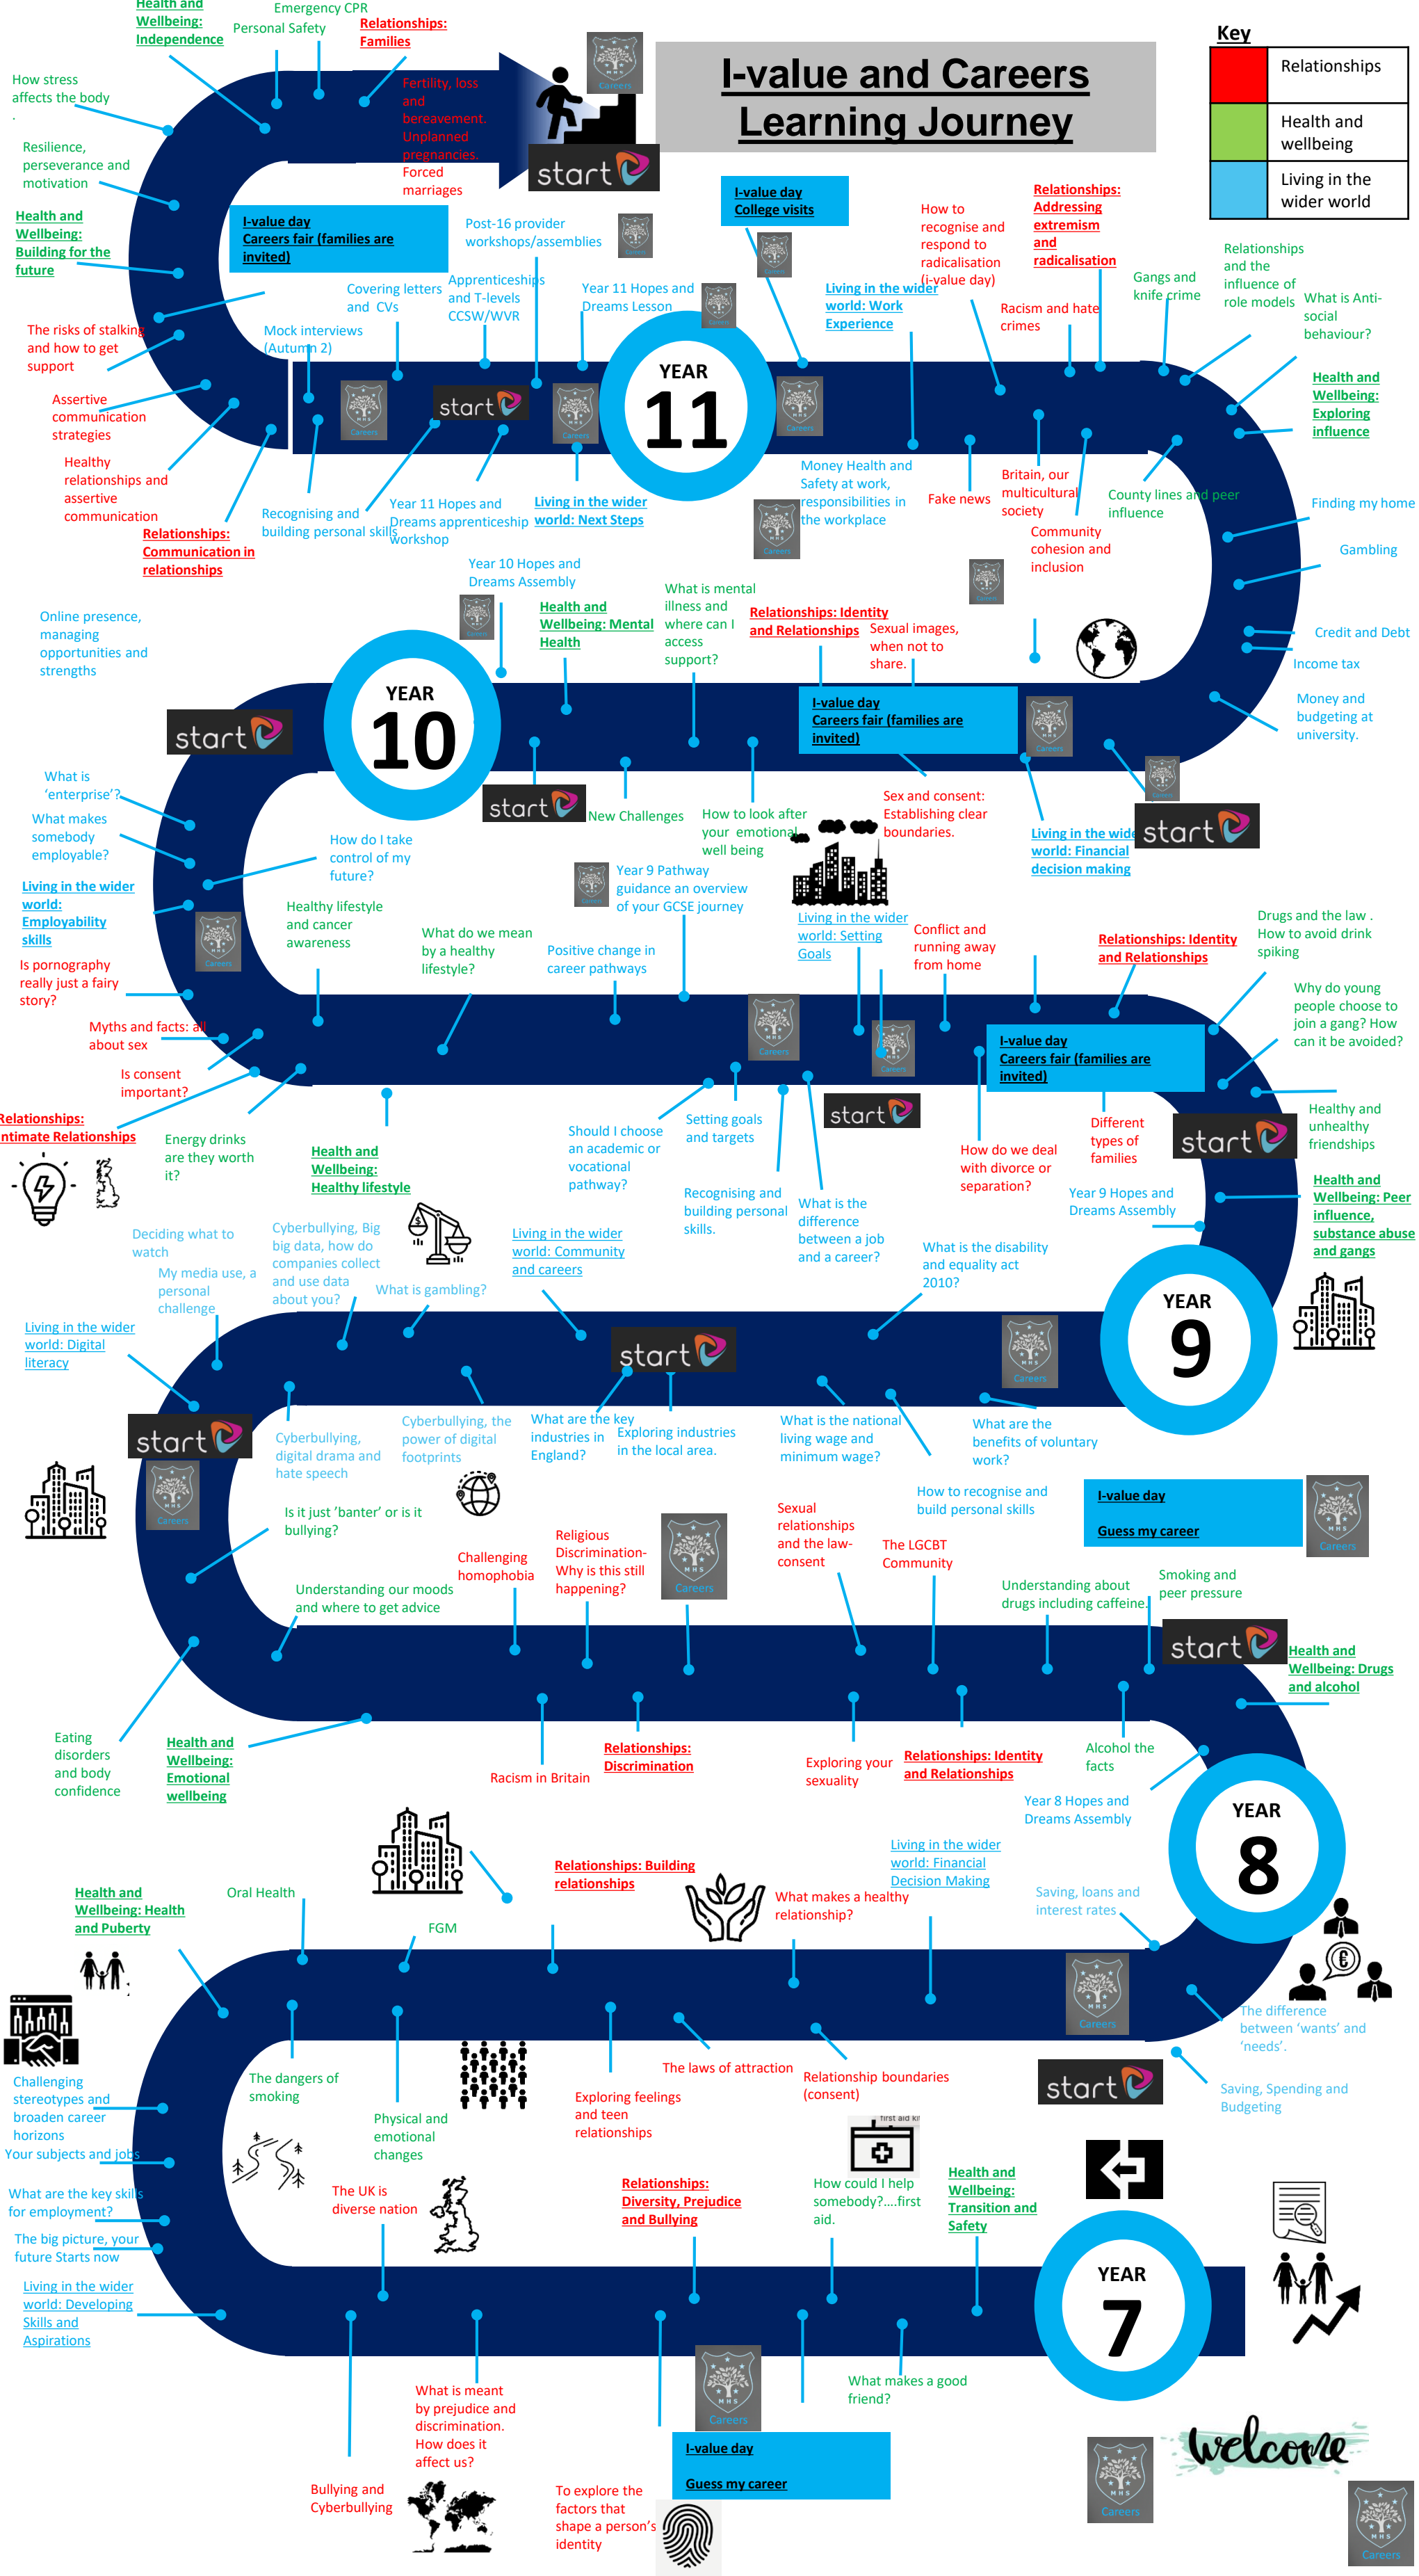 Health and
Wellbeing:
Independence
Emergency CPR
Personal Safety
Relationships:
Families
I-value and Careers
Learning Journey
Key
Relationships
Health and
wellbeing
Living in the
wider world
How stress
affects the body
.
Fertility, loss
and
bereavement.
Unplanned
pregnancies.
Forced
marriages
Careers
start
Resilience,
perseverance and
motivation
Health and
Wellbeing:
Building for the
future
I-value day
Careers fair (families are
invited)
Post-16 provider
workshops/assemblies
I-value day
College visits
How to
recognise and
respond to
radicalisation
(i-value day)
Relationships:
Addressing
extremism
and
radicalisation
Relationships
and the
influence of
role models
Gangs and
knife crime
What is Anti-
social
behaviour?
Covering letters
and CVs
Apprenticeships
and T-levels
CCSW/WVR
Year 11 Hopes and
Dreams Lesson
Living in the wider
world: Work
Experience
Racism and hate
crimes
The risks of stalking
and how to get
support
Mock interviews
(Autumn 2)
Health and
Wellbeing:
Exploring
influence
Assertive
communication
strategies
Careers
start
Careers
YEAR
11
Careers
Healthy
relationships and
assertive
communication
Relationships:
Communication in
relationships
Recognising and
building personal skills
Year 11 Hopes and
Dreams apprenticeship
workshop
Living in the wider
world: Next Steps
Money Health and
Safety at work,
responsibilities in
the workplace
Careers
Fake news
Britain, our
multicultural
society
Community
cohesion and
inclusion
County lines and peer
influence
Finding my home
Gambling
Credit and Debt
Income tax
Money and
budgeting at
university.
Online presence,
managing
opportunities and
strengths
Year 10 Hopes and
Dreams Assembly
Health and
Wellbeing: Mental
Health
What is mental
illness and
where can I
access
support?
Relationships: Identity
and Relationships
Sexual images,
when not to
share.
start
YEAR
10
I-value day
Careers fair (families are
invited)
Careers
start
New Challenges
How to look after
your emotional
well being
Sex and consent:
Establishing clear
boundaries.
Living in the wide
world: Financial
decision making
start
What is
‘enterprise’?
What makes
somebody
employable?
Living in the wider
world:
Employability
skills
How do I take
control of my
future?
Careers
Healthy lifestyle
and cancer
awareness
What do we mean
by a healthy
lifestyle?
Positive change in
career pathways
Year 9 Pathway
guidance an overview
of your GCSE journey
Living in the wider
world: Setting
Goals
Conflict and
running away
from home
Relationships: Identity
and Relationships
Drugs and the law .
How to avoid drink
spiking
Why do young
people choose to
join a gang? How
can it be avoided?
Is pornography
really just a fairy
story?
Myths and facts: all
about sex
Is consent
important?
Relationships:
ntimate Relationships
Energy drinks
are they worth
it?
Health and
Wellbeing:
Healthy lifestyle
Careers
Careers
I-value day
Careers fair (families are
invited)
start
Should I choose
an academic or
vocational
pathway?
Setting goals
and targets
Recognising and
building personal
skills.
What is the
difference
between a job
and a career?
How do we deal
with divorce or
separation?
Different
types of
families
start
Healthy and
unhealthy
friendships
Year 9 Hopes and
Dreams Assembly
Health and
Wellbeing: Peer
influence,
substance abuse
and gangs
Deciding what to
watch
My media use, a
personal
challenge
Cyberbullying, Big
big data, how do
companies collect
and use data
about you?
What is gambling?
Living in the wider
world: Community
and careers
What is the disability
and equality act
2010?
YEAR
9
Living in the wider
world: Digital
literacy
start
Careers
start
MHS
Careers
Cyberbullying,
digital drama and
hate speech
Cyberbullying, the
power of digital
footprints
What are the key
industries in
England?
Exploring industries
in the local area.
What is the national
living wage and
minimum wage?
What are the
benefits of voluntary
work?
How to recognise and
build personal skills
I-value day
Guess my career
Careers
Is it just ‘banter’ or is it
bullying?
Understanding our moods
and where to get advice
Challenging
homophobia
Religious
Discrimination-
Why is this still
happening?
MHS
Careers
Sexual
relationships
and the law-
consent
The LGCBT
Community
Understanding about
drugs including caffeine.
Smoking and
peer pressure
start
Health and
Wellbeing: Drugs
and alcohol
Eating
disorders
and body
confidence
Health and
Wellbeing:
Emotional
wellbeing
Racism in Britain
Relationships:
Discrimination
Exploring your
sexuality
Relationships: Identity
and Relationships
Alcohol the
facts
Year 8 Hopes and
Dreams Assembly
YEAR
8
Health and
Wellbeing: Health
and Puberty
Oral Health
FGM
Relationships: Building
relationships
What makes a healthy
relationship?
Living in the wider
world: Financial
Decision Making
Saving, loans and
interest rates
MHS
Careers
The difference
between ‘wants’ and
‘needs’.
Saving, Spending and
Budgeting
start
Challenging
stereotypes and
broaden career
horizons
Your subjects and jobs
What are the key skills
for employment?
The big picture, your
future Starts now
Living in the wider
world: Developing
Skills and
Aspirations
The dangers of
smoking
Physical and
emotional
changes
Exploring feelings
and teen
relationships
The laws of attraction
Relationship boundaries
(consent)
first aid kit
The UK is
diverse nation
Relationships:
Diversity, Prejudice
and Bullying
How could I help
somebody?....first
aid.
Health and
Wellbeing:
Transition and
Safety
YEAR
7
What is meant
by prejudice and
discrimination.
How does it
affect us?
Bullying and
Cyberbullying
To explore the
factors that
shape a person’s
identity
MHS
Careers
What makes a good
friend?
I-value day
Guess my career
welcome
Careers
Careers